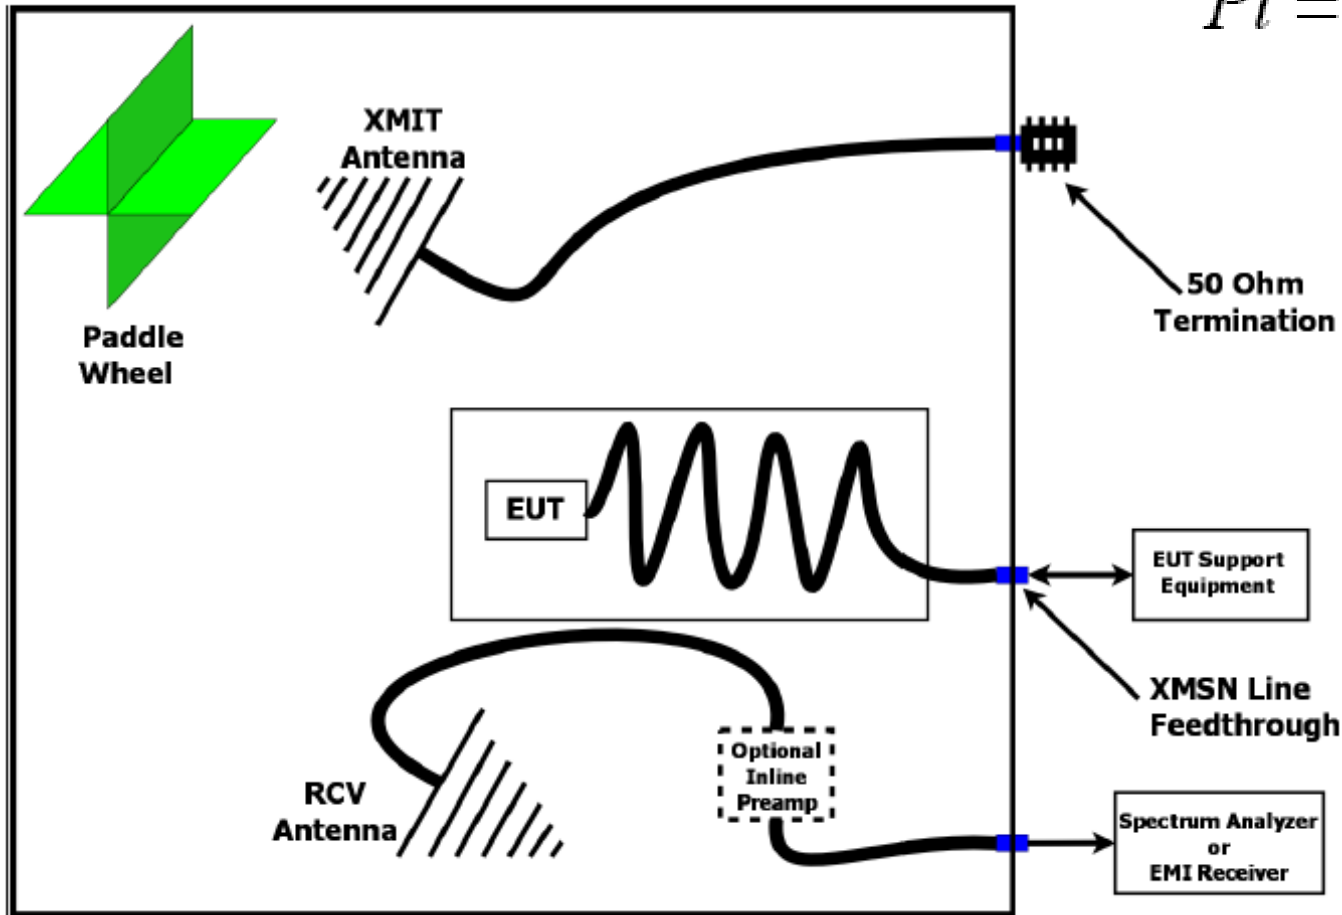 Pt =
XMIT
Antenna
50 Ohm
Termination
Paddle
Wheel
EUT
EUT Support
Equipment
XMSN Line
Feedthrough
Optional
Inline
Preamp
RCV
Antenna
Spectrum Analyzer
or
EMI Receiver